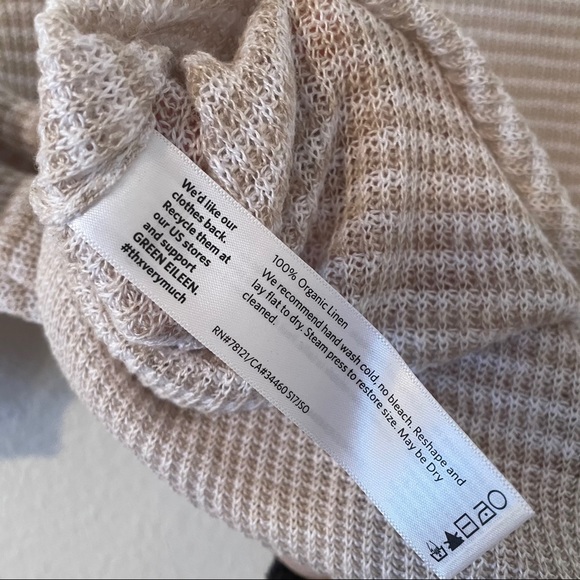 We'd like our
clothes back.
Recycle them at
our US stores
and support
GREEN EILEEN.
#thxverymuch
100% Organic Linen
We recommend hand wash cold, no bleach. Reshape and
lay flat to dry. Steam press to restore size. May be Dry
cleaned.
RN#78121/CA#34460 S17JSO